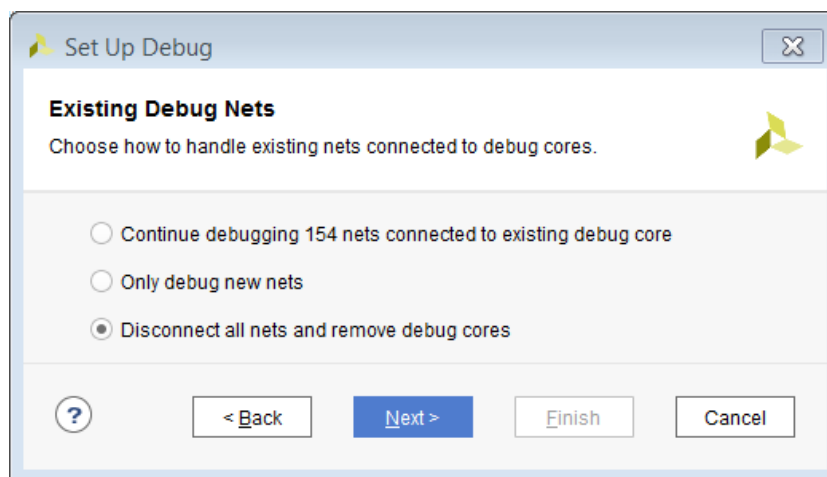 Set Up Debug
Existing Debug Nets
Choose how to handle existing nets connected to debug cores.
Continue debugging 154 nets connected to existing debug core
Only debug new nets
Disconnect all nets and remove debug cores
?
< Back
Next >
Finish
Cancel